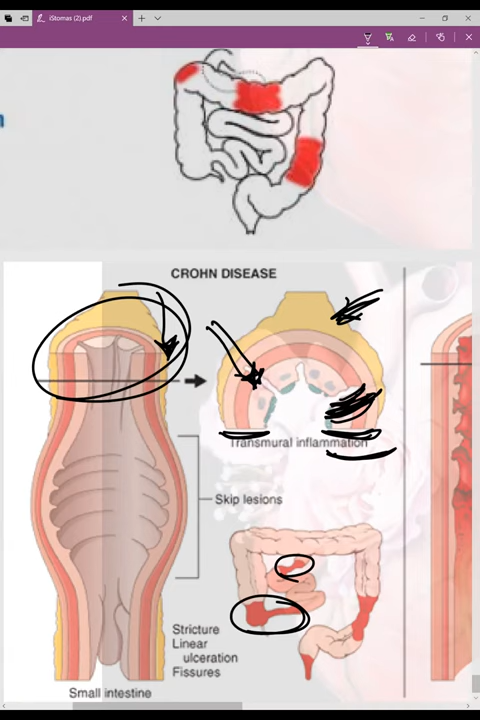 iStomas (2).pdf
CROHN DISEASE
Transmural inflammation
Skip lesions
Stricture
Linear
ulceration
Fissures
Small intestine